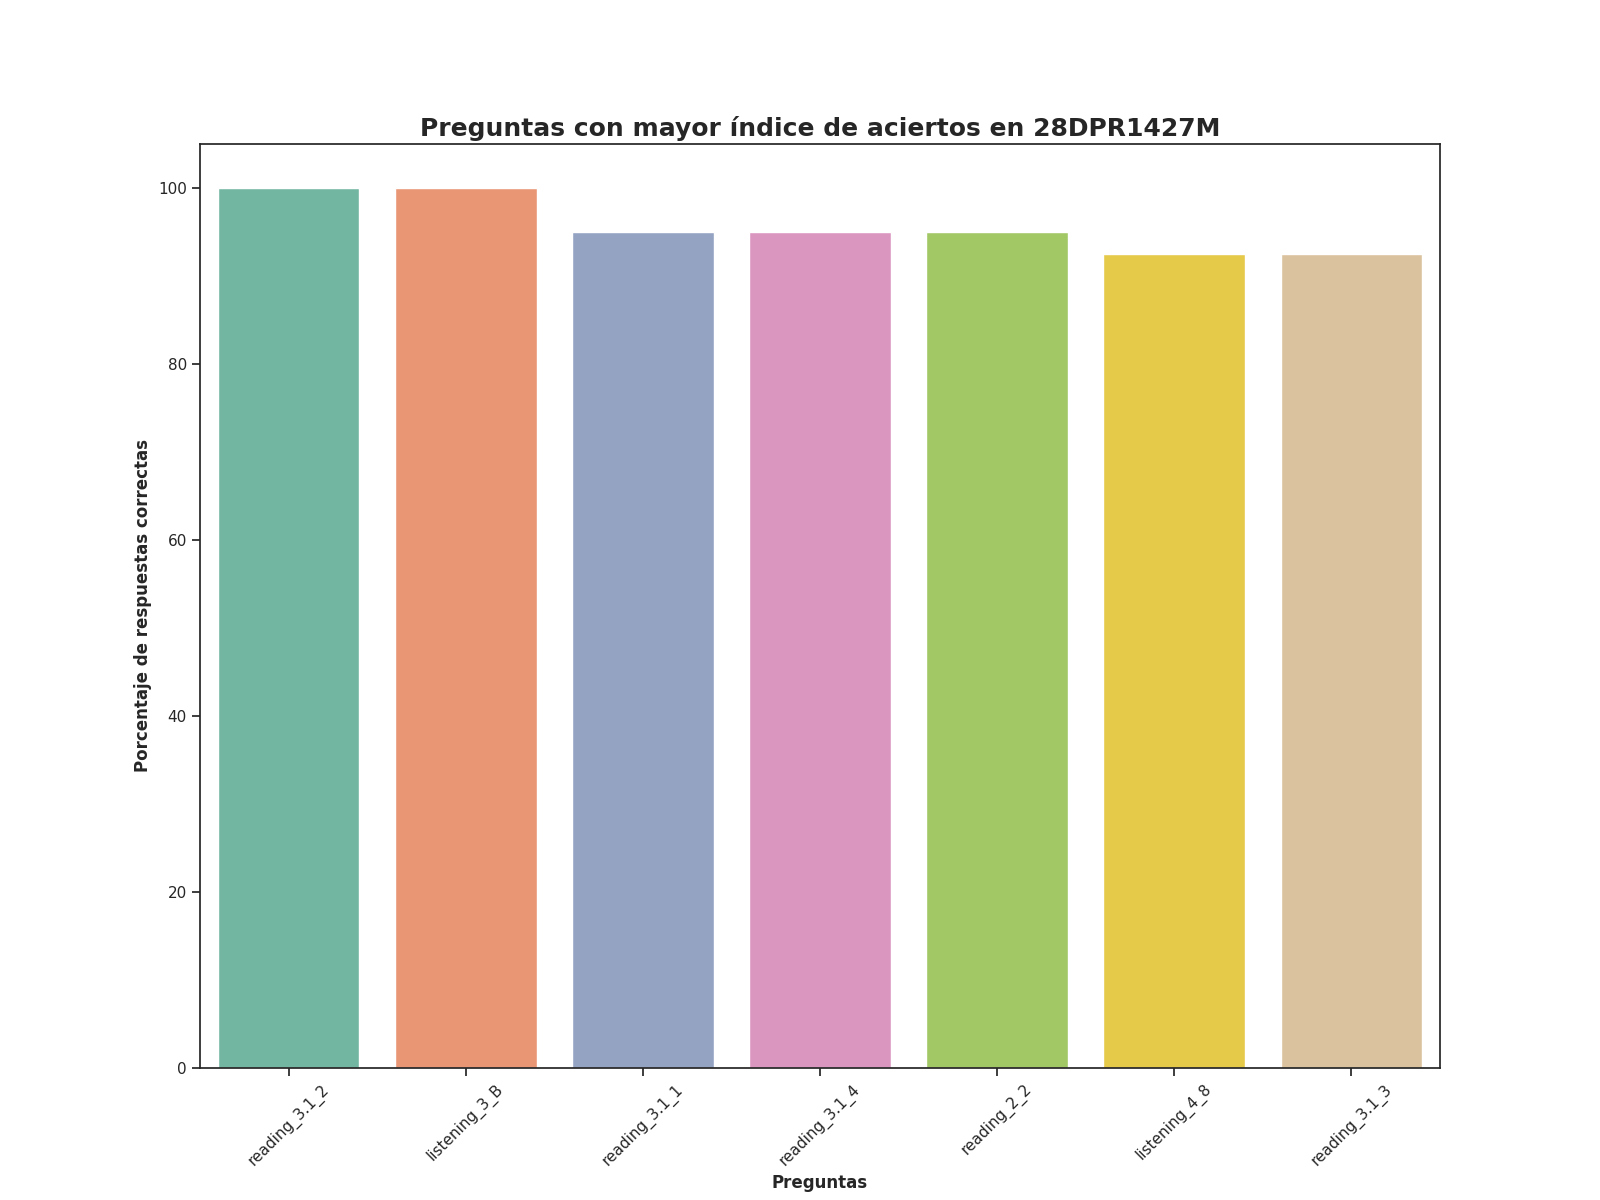 Preguntas con mayor índice de aciertos en 28DPR1427M
Porcentaje de respuestas correctas
100
80
60
40
20
0
reading_3.1_2
listening_3_B
reading_3.1_1
reading_3.1_4
reading_2_2
listening_4_8
reading_3.1_3
Preguntas